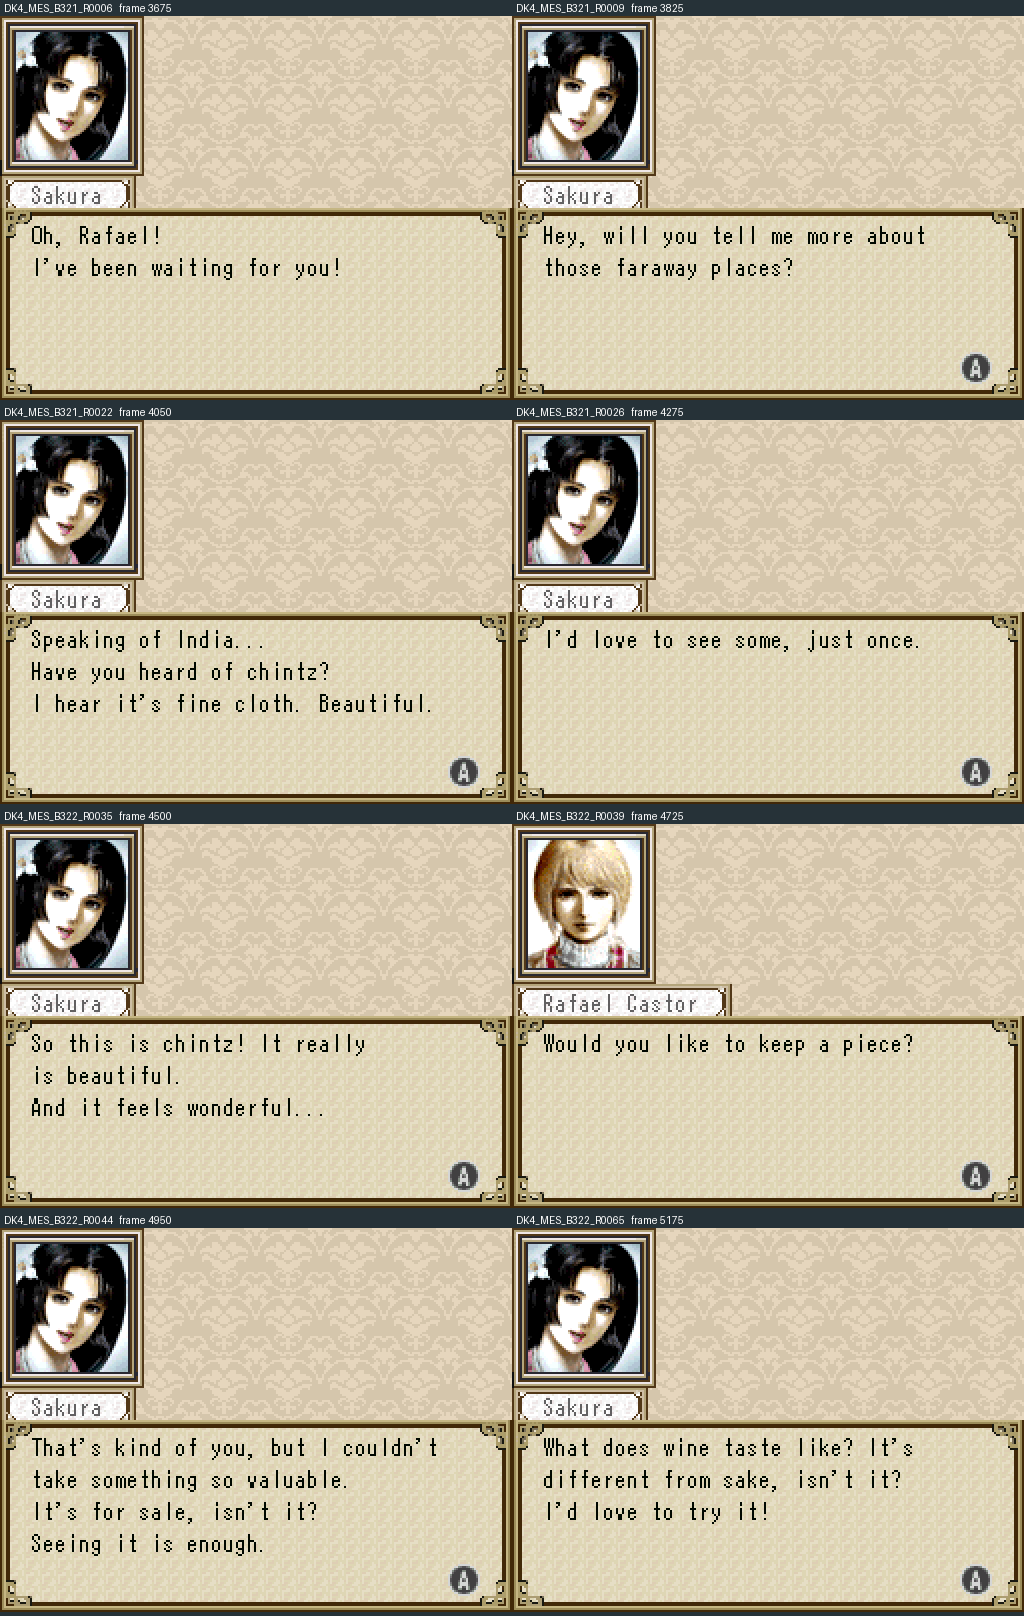 DK4_MES_B321_R0006 frame 3675
Sakura
Oh, Rafael!
I've been waiting for you!
DK4_MES_B321_R0009 frame 3825
Sakura
Hey, will you tell me more about
those faraway places?
A
DK4_MES_B321_R0022 frame 4050
Sakura
Speaking of India...
Have you heard of chintz?
I hear it's fine cloth. Beautiful.
A
DK4_MES_B321_R0026 frame 4275
Sakura
I'd love to see some, just once.
A
DK4_MES_B322_R0035 frame 4500
Sakura
So this is chintz! It really
is beautiful.
And it feels wonderful...
A
DK4_MES_B322_R0039 frame 4725
Rafael Castor
Would you like to keep a piece?
A
DK4_MES_B322_R0044 frame 4950
Sakura
That's kind of you, but I couldn't
take something so valuable.
It's for sale, isn't it?
Seeing it is enough.
A
DK4_MES_B322_R0065 frame 5175
Sakura
What does wine taste like? It's
different from sake, isn't it?
I'd love to try it!
A